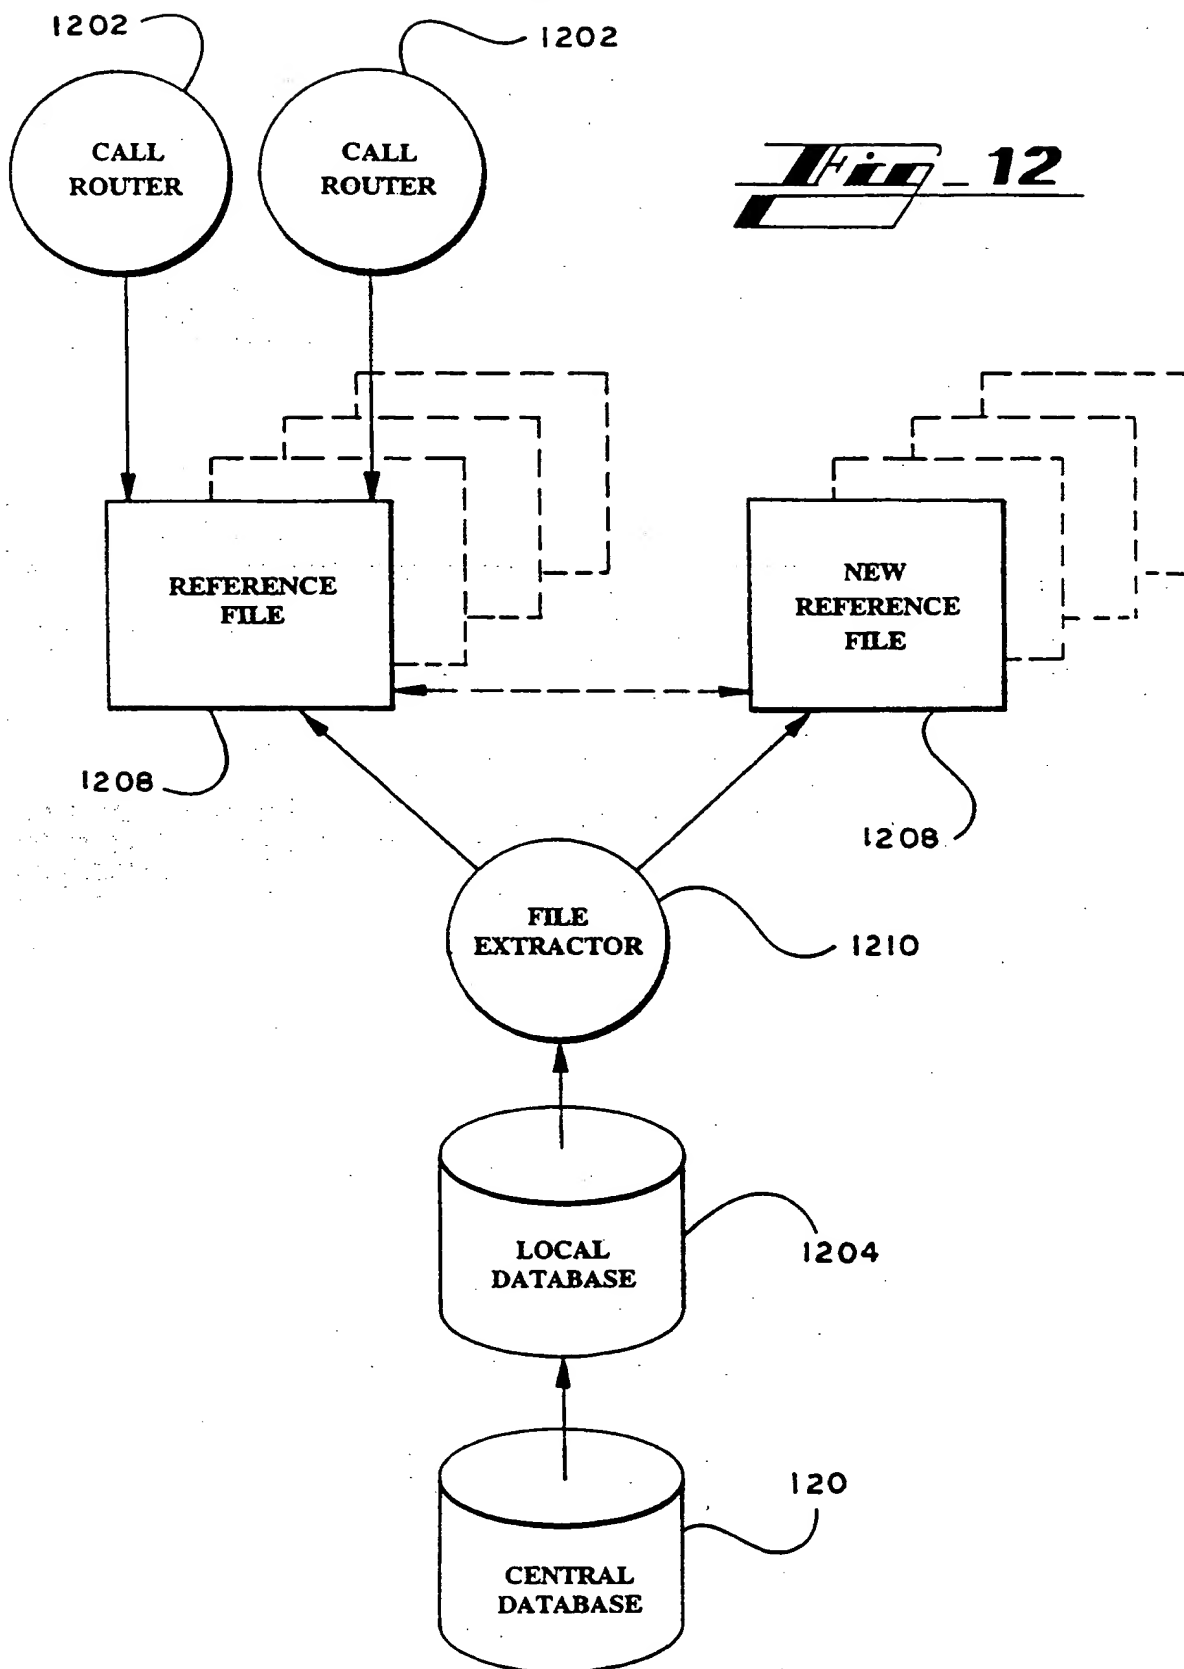 1202
1202
CALL
ROUTER
CALL
ROUTER
Fig_12
REFERENCE
FILE
NEW
REFERENCE
FILE
1208
1208
FILE
EXTRACTOR
1210
LOCAL
DATABASE
1204
CENTRAL
DATABASE
120